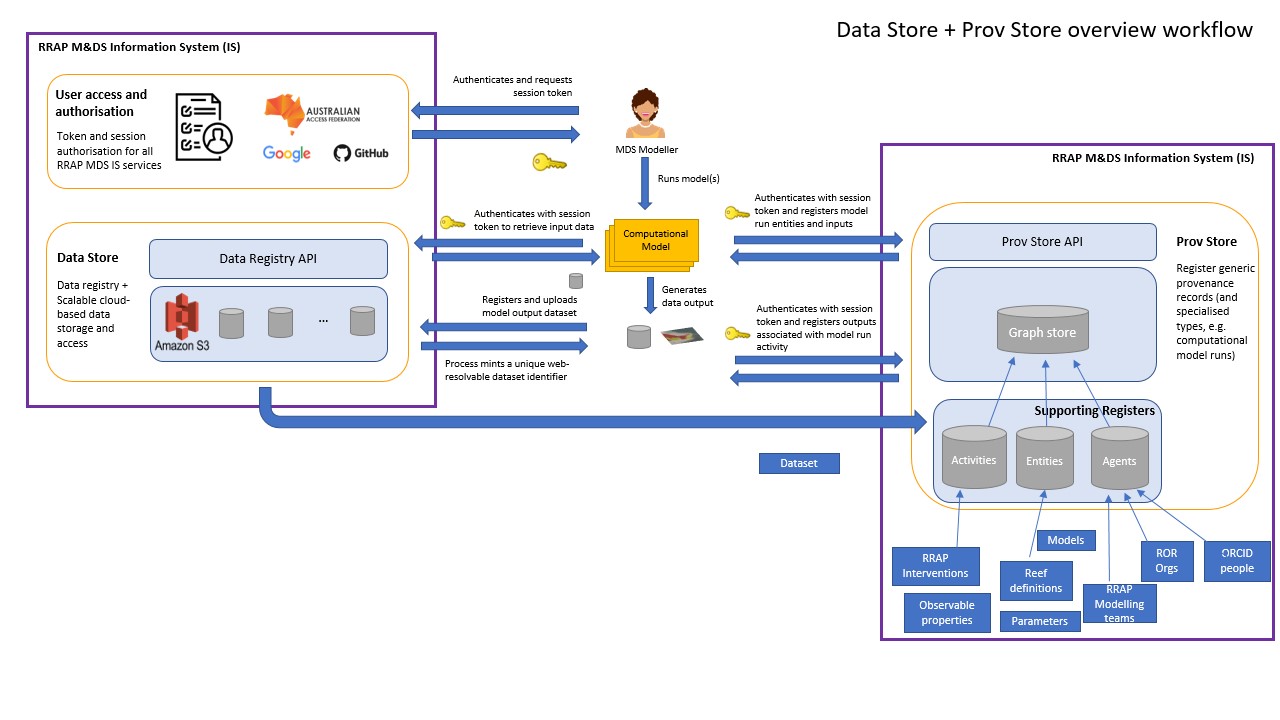 Data Store + Prov Store overview workflow
RRAP M&DS Information System (IS)
User access and
authorisation
Token and session
authorisation for all
RRAP MDS IS services
AUSTRALIAN
ACCESS FEDERATION
Google
GitHub
Authenticates and requests
session token
MDS Modeller
Runs model(s)
Authenticates with session
token to retrieve input data
Computational
Model
Authenticates with session
token and registers model
run entities and inputs
Data Store
Data registry +
Scalable cloud-
based data
storage and
access
Data Registry API
Amazon S3
...
Registers and uploads
model output dataset
Process mints a unique web-
resolvable dataset identifier
Generates
data output
Authenticates with session
token and registers outputs
associated with model run
activity
Dataset
RRAP M&DS Information System (IS)
Prov Store API
Prov Store
Register generic
provenance
records (and
specialised
types, e.g.
computational
model runs)
Graph store
Supporting Registers
Activities
Entities
Agents
RRAP
Interventions
Observable
properties
Models
Reef
definitions
Parameters
RRAP
Modelling
teams
ROR
Orgs
ORCID
people